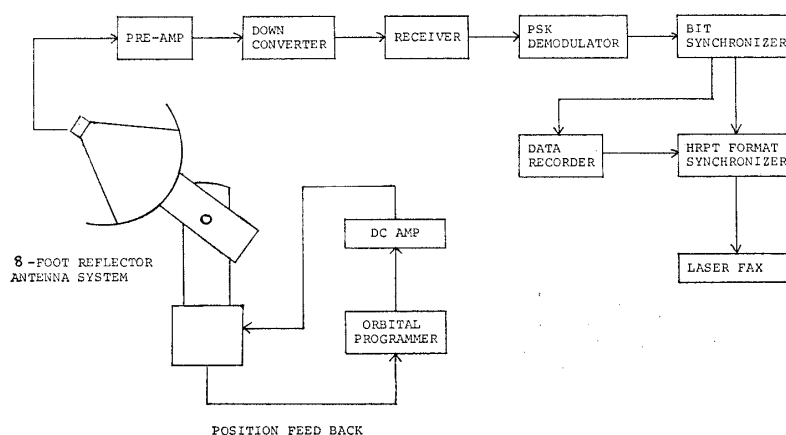 PRE-AMP
DOWN
CONVERTER
RECEIVER
PSK
DEMODULATOR
BIT
SYNCHRONIZER
DATA
RECORDER
HRPT FORMAT
SYNCHRONIZER
8-FOOT REFLECTOR
ANTENNA SYSTEM
DC AMP
LASER FAX
ORBITAL
PROGRAMMER
POSITION FEED BACK